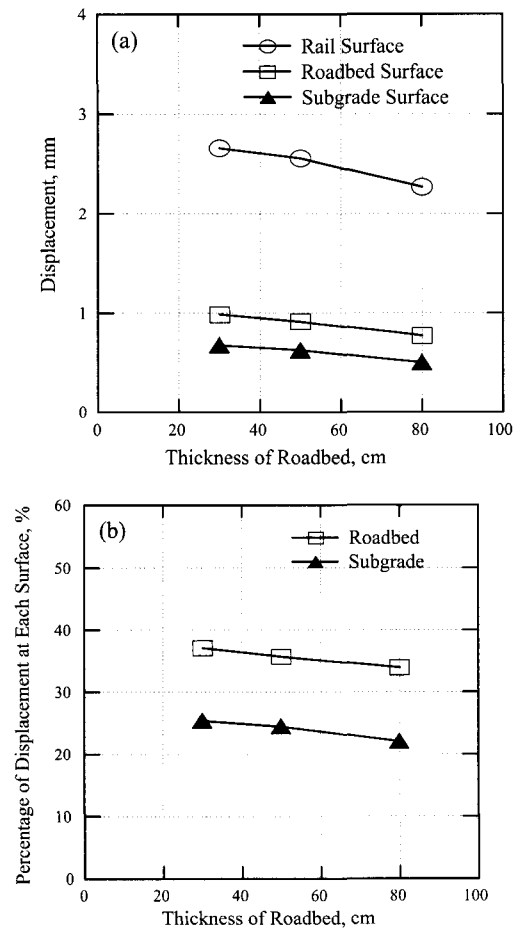 (a)
Rail Surface
Roadbed Surface
Subgrade Surface
4
3
2
1
0
Displacement, mm
0 20 40 60 80 100
Thickness of Roadbed, cm
(b)
Roadbed
Subgrade
60
50
40
30
20
10
0
Percentage of Displacement at Each Surface, %
0 20 40 60 80 100
Thickness of Roadbed, cm